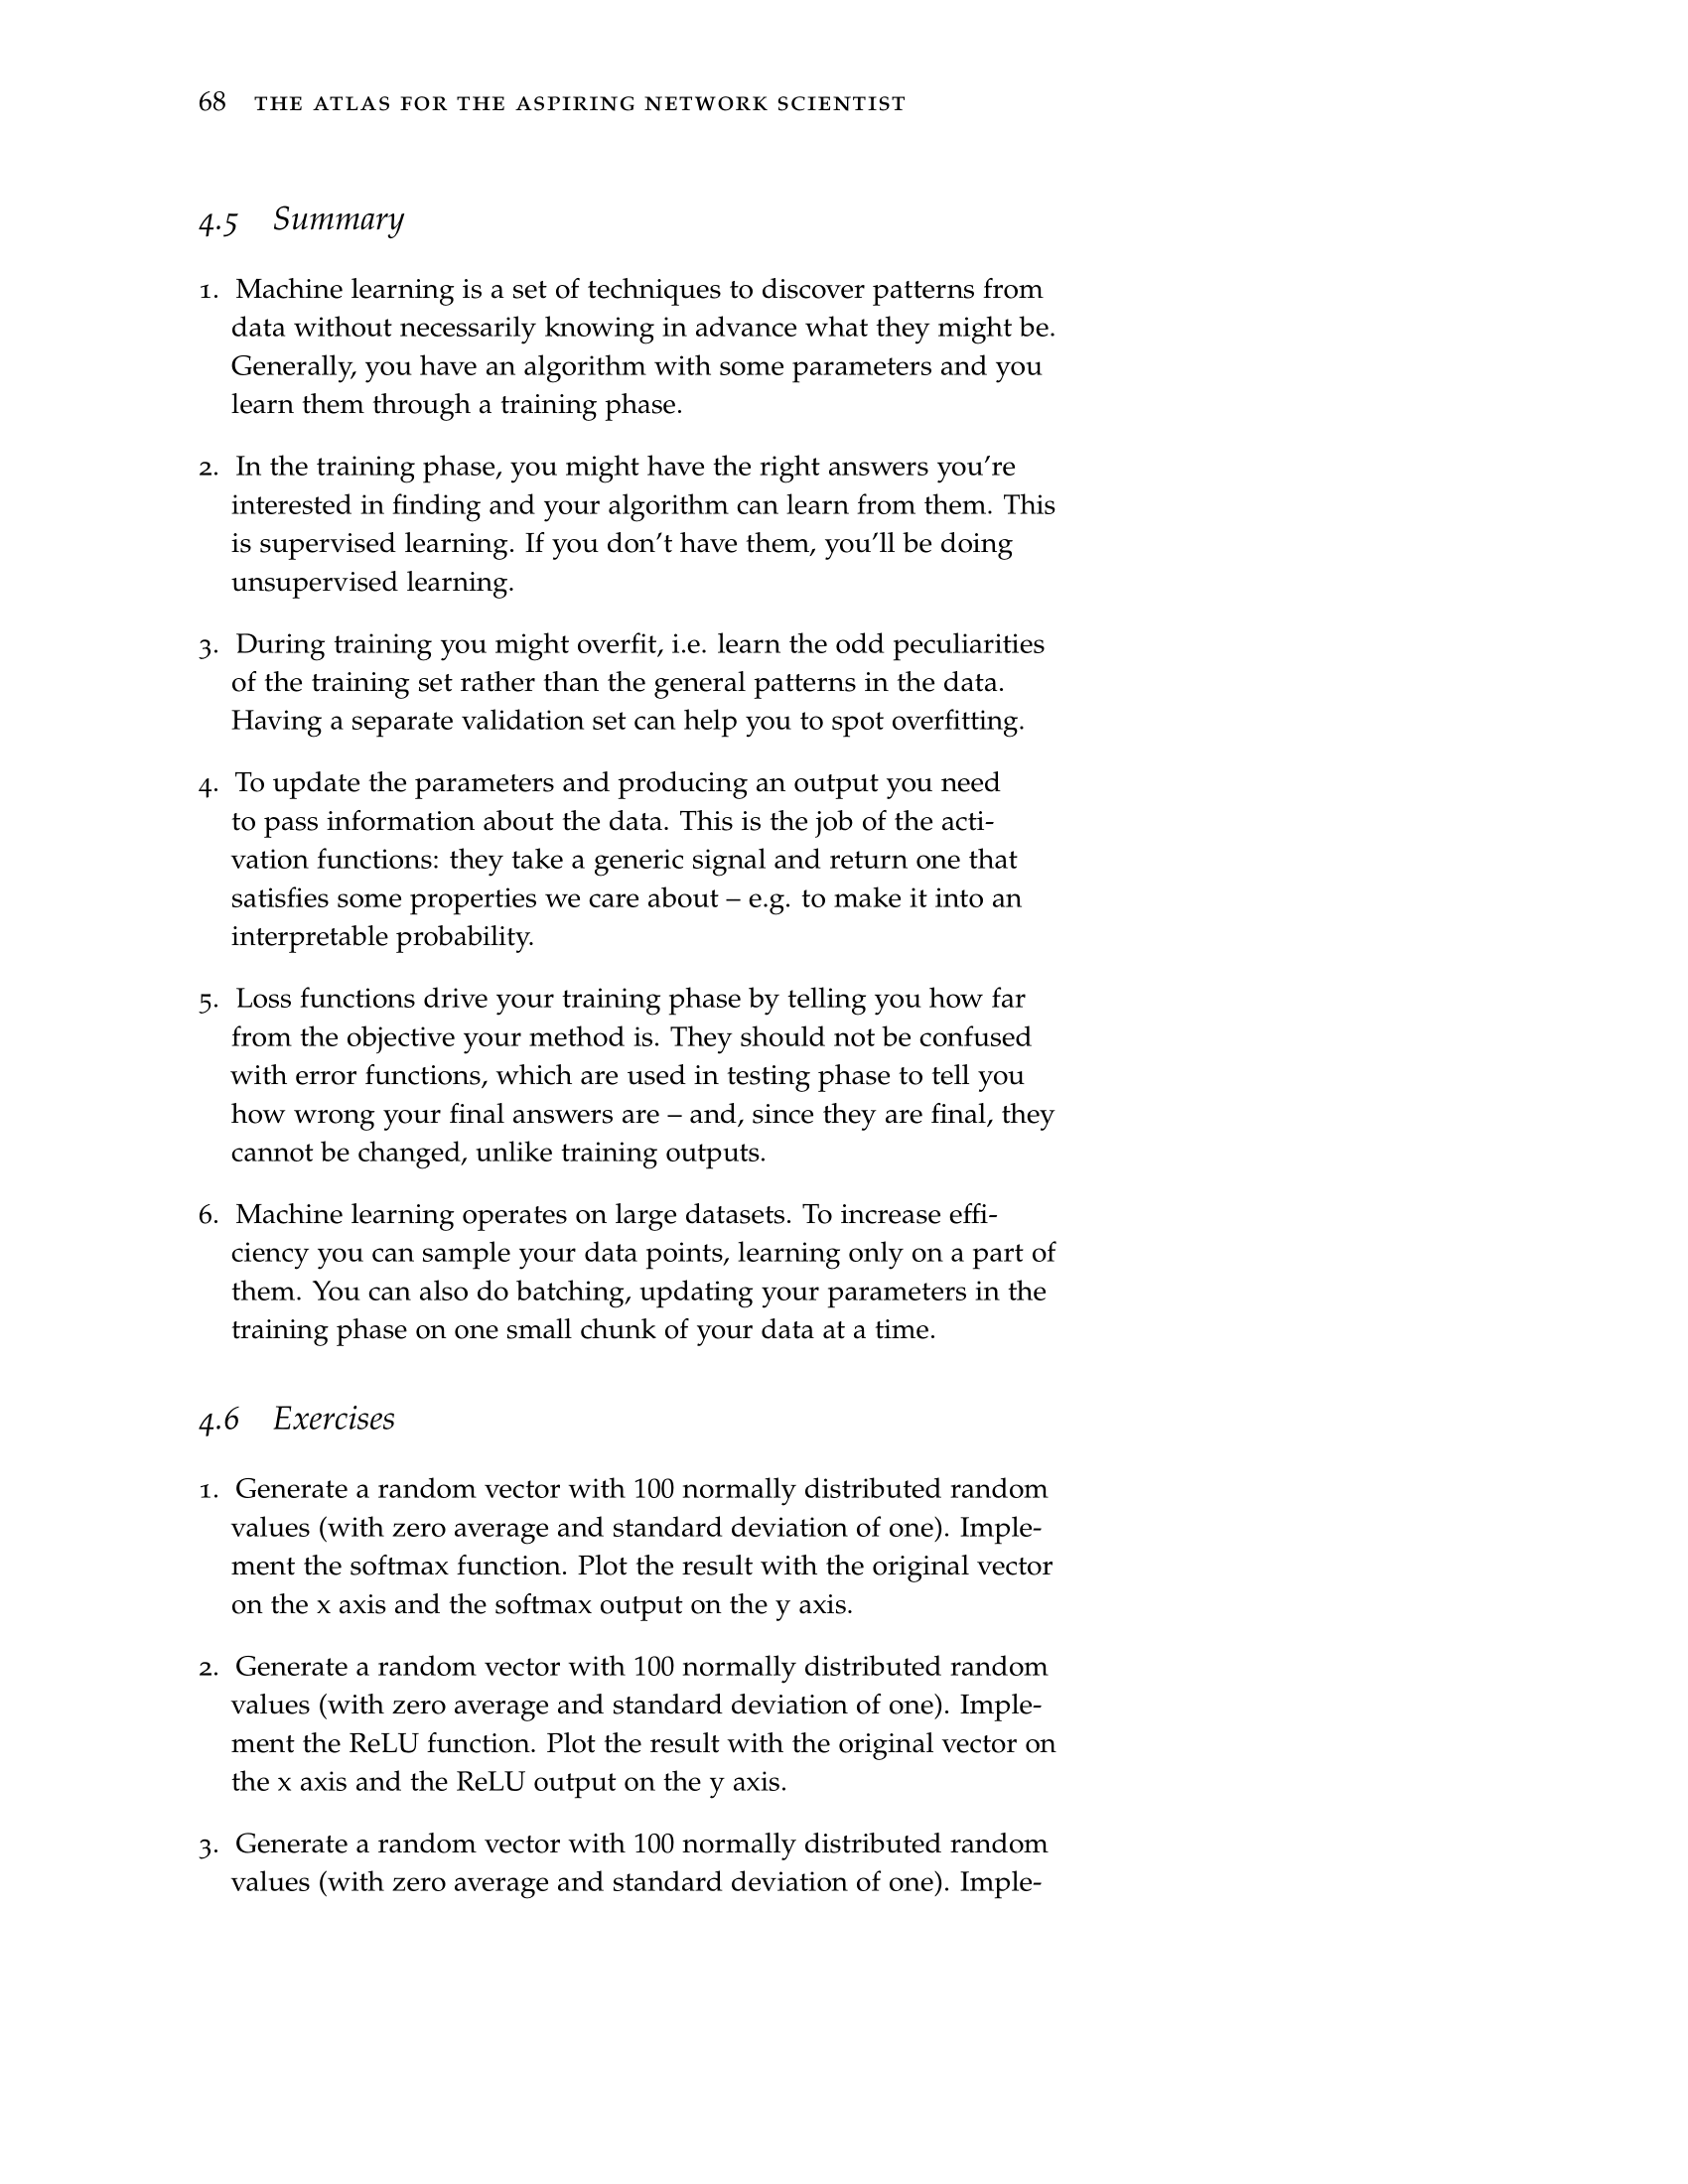 68 THE ATLAS FOR THE ASPIRING NETWORK SCIENTIST
4.5 Summary
1. Machine learning is a set of techniques to discover patterns from
data without necessarily knowing in advance what they might be.
Generally, you have an algorithm with some parameters and you
learn them through a training phase.
2. In the training phase, you might have the right answers you’re
interested in finding and your algorithm can learn from them. This
is supervised learning. If you don’t have them, you’ll be doing
unsupervised learning.
3. During training you might overfit, i.e. learn the odd peculiarities
of the training set rather than the general patterns in the data.
Having a separate validation set can help you to spot overfitting.
4. To update the parameters and producing an output you need
to pass information about the data. This is the job of the acti-
vation functions: they take a generic signal and return one that
satisfies some properties we care about – e.g. to make it into an
interpretable probability.
5. Loss functions drive your training phase by telling you how far
from the objective your method is. They should not be confused
with error functions, which are used in testing phase to tell you
how wrong your final answers are – and, since they are final, they
cannot be changed, unlike training outputs.
6. Machine learning operates on large datasets. To increase effi-
ciency you can sample your data points, learning only on a part of
them. You can also do batching, updating your parameters in the
training phase on one small chunk of your data at a time.
4.6 Exercises
1. Generate a random vector with 100 normally distributed random
values (with zero average and standard deviation of one). Imple-
ment the softmax function. Plot the result with the original vector
on the x axis and the softmax output on the y axis.
2. Generate a random vector with 100 normally distributed random
values (with zero average and standard deviation of one). Imple-
ment the ReLU function. Plot the result with the original vector on
the x axis and the ReLU output on the y axis.
3. Generate a random vector with 100 normally distributed random
values (with zero average and standard deviation of one). Imple-